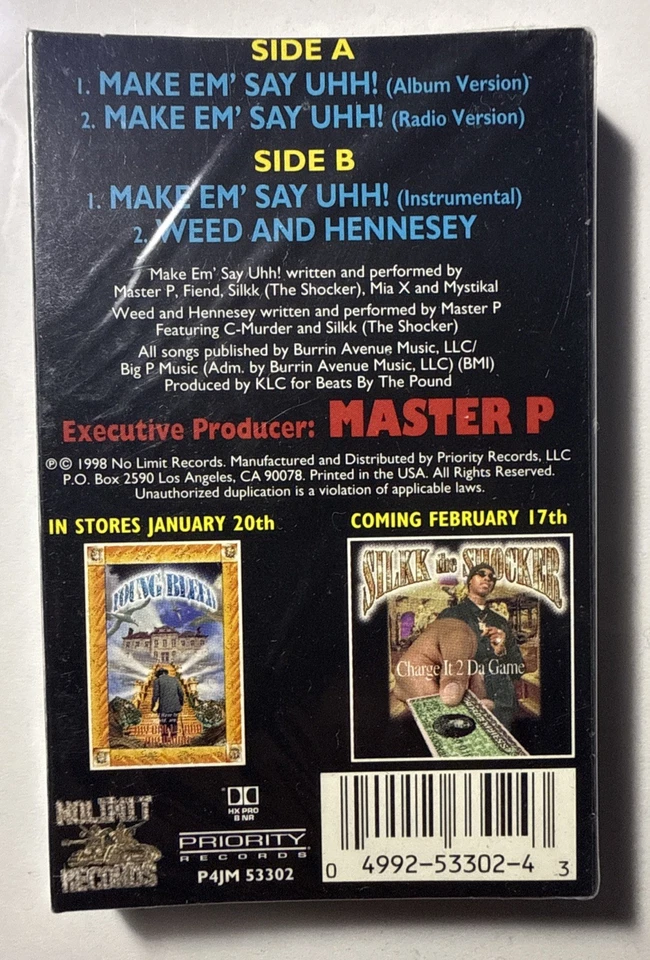 SIDE A
1. MAKE EM' SAY UHH! (Album Version)
2. MAKE EM' SAY UHH! (Radio Version)
SIDE B
1. MAKE EM' SAY UHH! (Instrumental)
2. WEED AND HENNESEY
Make Em' Say Uhh! written and performed by
Master P, Fiend, Silkk (The Shocker), Mia X and Mystikal
Weed and Hennesey written and performed by Master P
Featuring C-Murder and Silkk (The Shocker)
All songs published by Burrin Avenue Music, LLC/
Big P Music (Adm. by Burrin Avenue Music, LLC) (BMI)
Produced by KLC for Beats By The Pound
Executive Producer: MASTER P
℗© 1998 No Limit Records. Manufactured and Distributed by Priority Records, LLC
P.O. Box 2590 Los Angeles, CA 90078. Printed in the USA. All Rights Reserved.
Unauthorized duplication is a violation of applicable laws.
IN STORES JANUARY 20th
YOUNG BLEED
COMING FEBRUARY 17th
SILKK the SHOCKER
Charge It 2 Da Game
NO LIMIT
RECORDS
HX PRO
B NR
PRIORITY
RECORDS
P4JM 53302
0 4992-53302-4 3